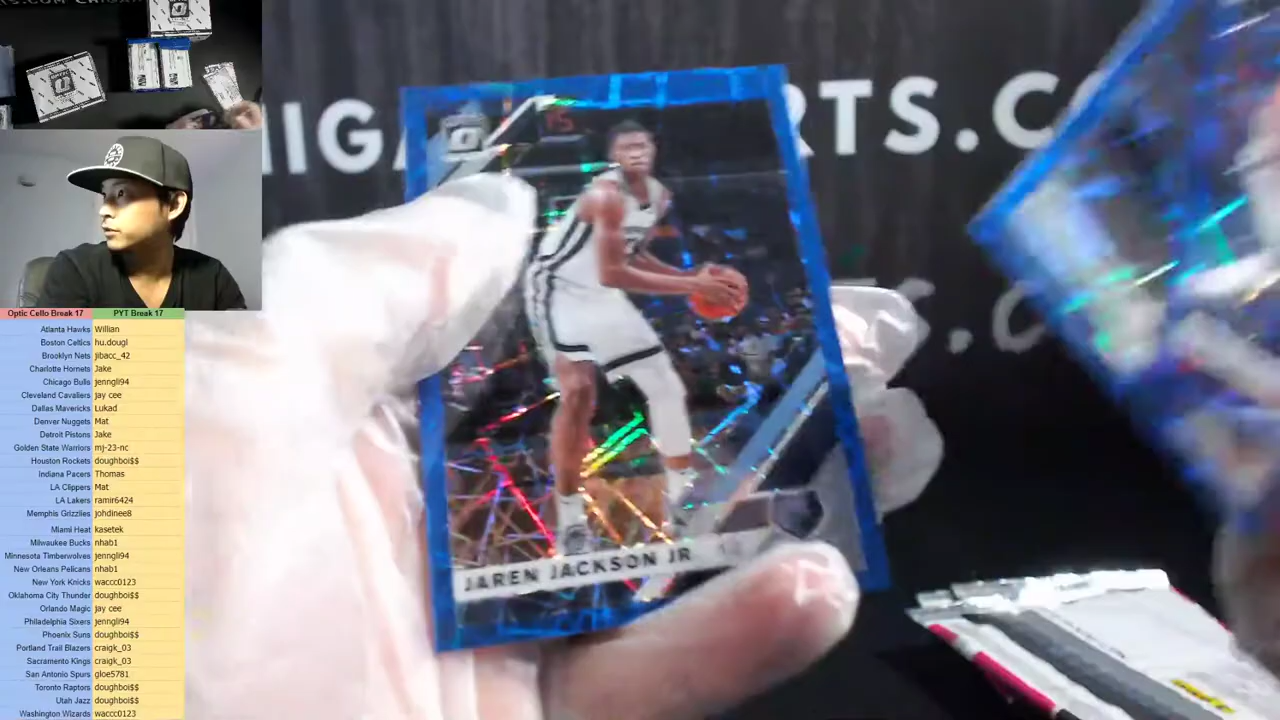 Optic Cello Break 17 PYT Break 17
Atlanta Hawks Willian
Boston Celtics hu.dougl
Brooklyn Nets jibacc_42
Charlotte Hornets Jake
Chicago Bulls jenngli94
Cleveland Cavaliers jay cee
Dallas Mavericks Lukad
Denver Nuggets Mat
Detroit Pistons Jake
Golden State Warriors mj-23-nc
Houston Rockets doughboi$$
Indiana Pacers Thomas
LA Clippers Mat
LA Lakers ramir6424
Memphis Grizzlies johdinee8
Miami Heat kasetek
Milwaukee Bucks nhab1
Minnesota Timberwolves jenngli94
New Orleans Pelicans nhab1
New York Knicks waccc0123
Oklahoma City Thunder doughboi$$
Orlando Magic jay cee
Philadelphia Sixers jenngli94
Phoenix Suns doughboi$$
Portland Trail Blazers craigk_03
Sacramento Kings craigk_03
San Antonio Spurs gloe5781
Toronto Raptors doughboi$$
Utah Jazz doughboi$$
Washington Wizards waccc0123
JAREN JACKSON JR